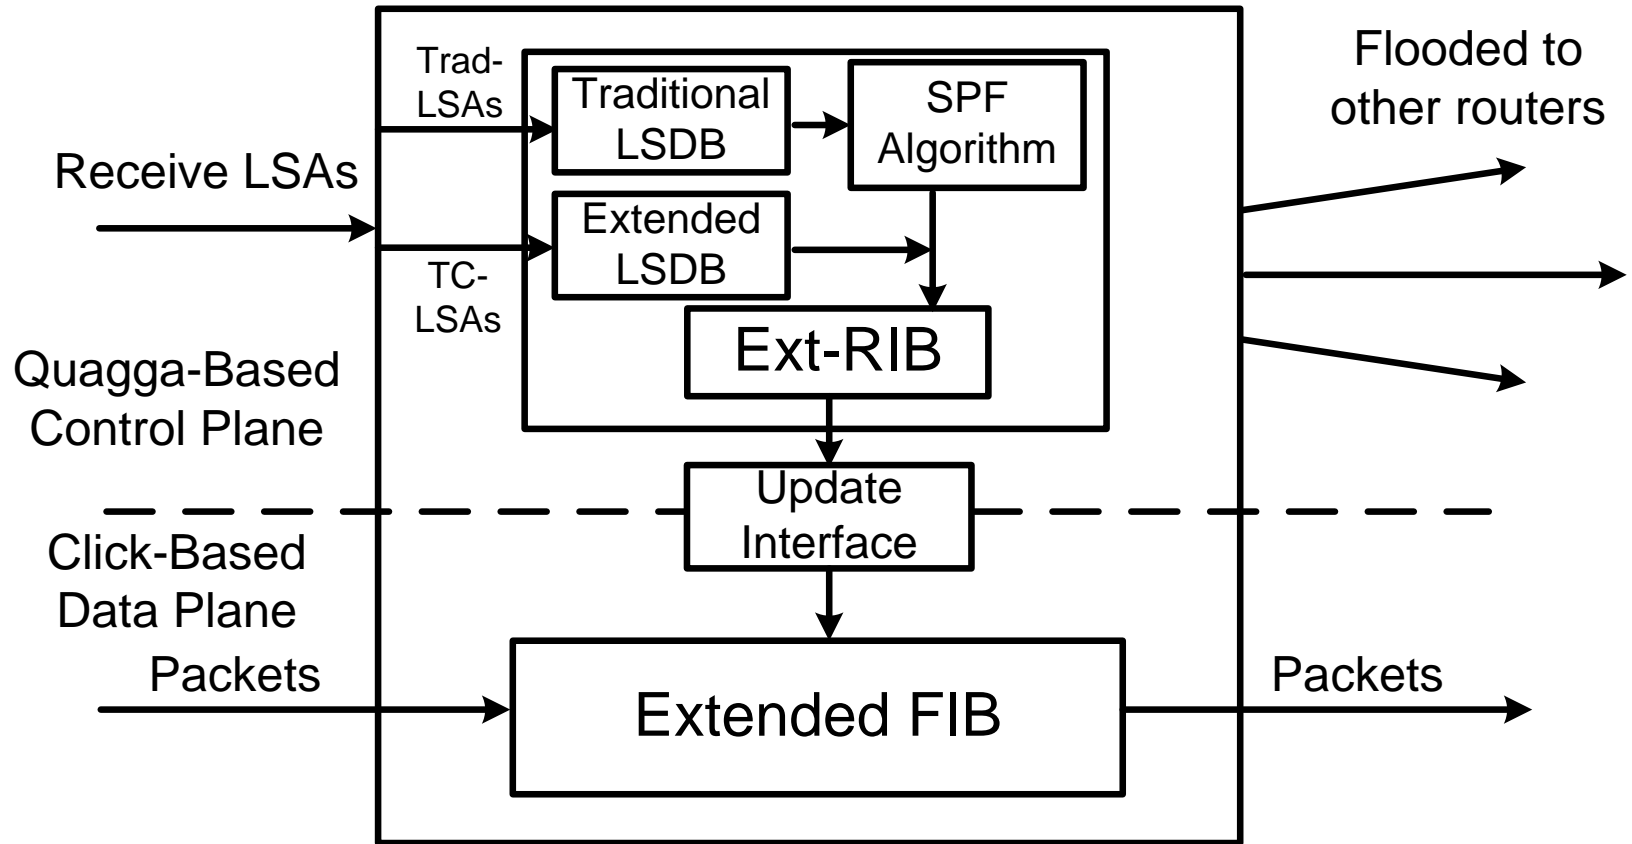 Trad-
LSAs
Traditional
LSDB
SPF
Algorithm
Flooded to
other routers
Receive LSAs
Extended
LSDB
TC-
LSAs
Ext-RIB
Quagga-Based
Control Plane
Update
Interface
Click-Based
Data Plane
Packets
Extended FIB
Packets